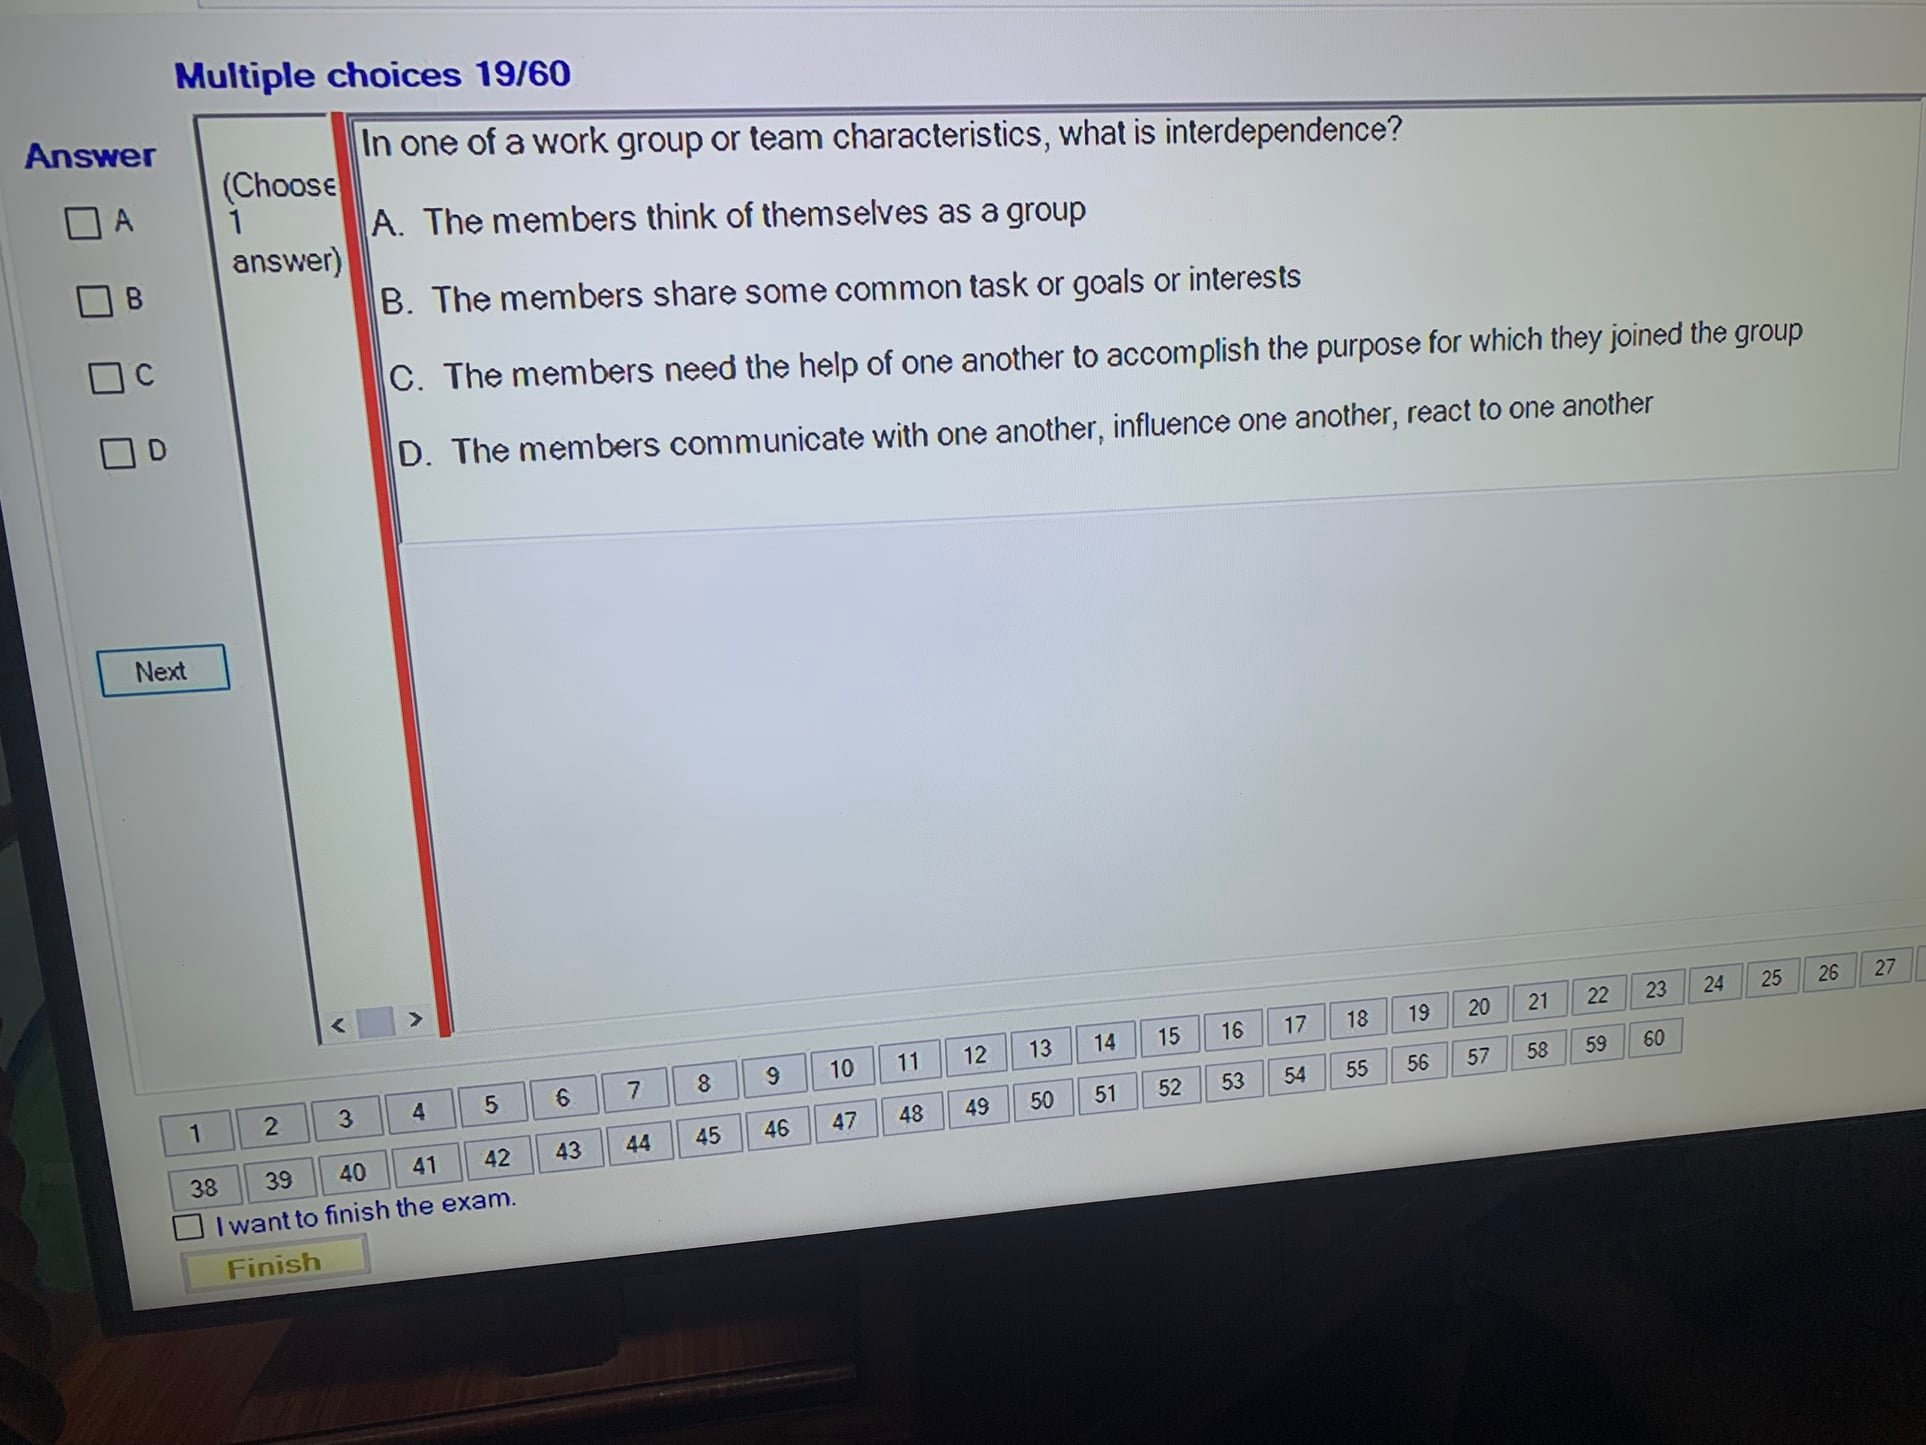 Multiple choices 19/60
Answer
A
B
C
D
Next
(Choose
1
answer)
In one of a work group or team characteristics, what is interdependence?
A. The members think of themselves as a group
B. The members share some common task or goals or interests
C. The members need the help of one another to accomplish the purpose for which they joined the group
D. The members communicate with one another, influence one another, react to one another
< >
1 2 3 4 5 6 7 8 9 10 11 12 13 14 15 16 17 18 19 20 21 22 23 24 25 26 27
38 39 40 41 42 43 44 45 46 47 48 49 50 51 52 53 54 55 56 57 58 59 60
I want to finish the exam.
Finish